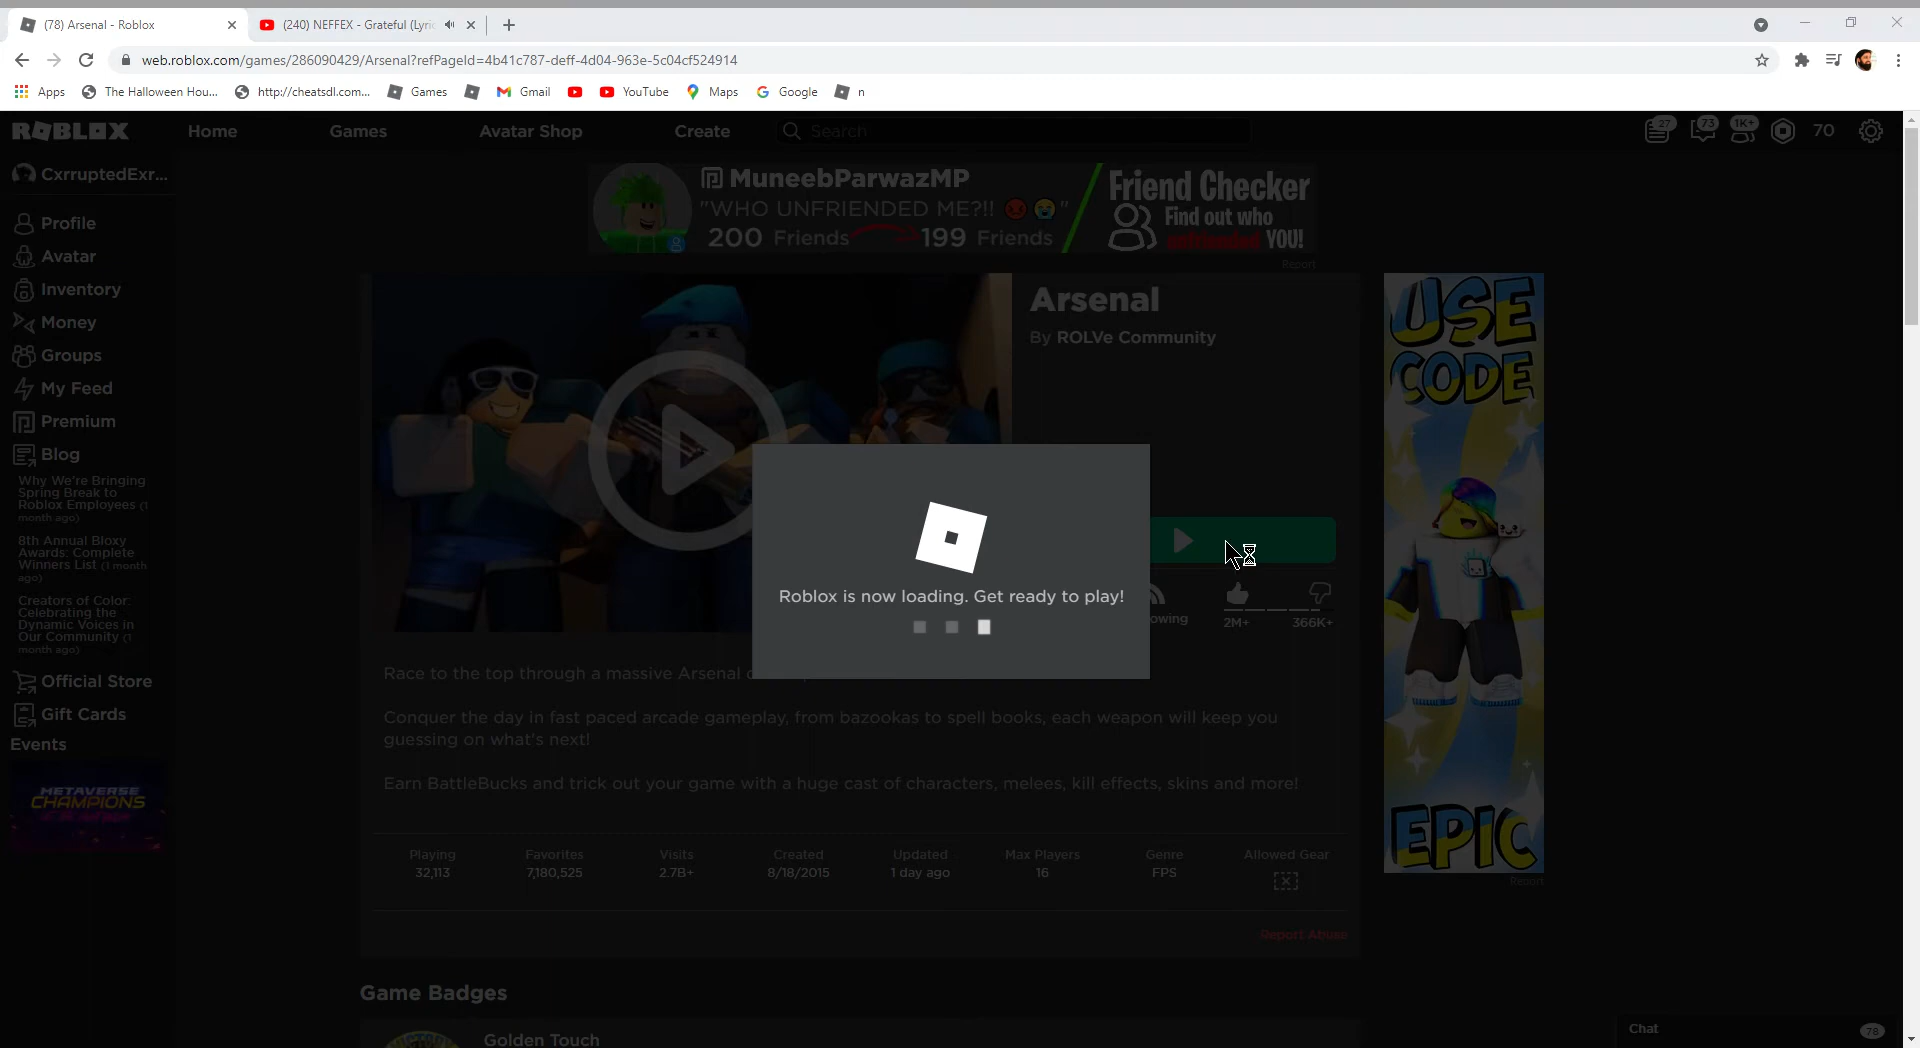 (78) Arsenal - Roblox
(240) NEFFEX - Grateful (Lyric
web.roblox.com/games/286090429/Arsenal?refPageId=4b41c787-deff-4d04-963e-5c04cf524914
Apps
The Halloween Hou...
http://cheatsdl.com...
Games
Gmail
YouTube
Maps
Google
n
ROBLOX
Home
Games
Avatar Shop
Create
Search
27
73
1K+
70
CxrruptedExr...
Profile
Avatar
Inventory
Money
Groups
My Feed
Premium
Blog
Why We're Bringing
Spring Break to
Roblox Employees (1
month ago)
8th Annual Bloxy
Awards: Complete
Winners List (1 month
ago)
Creators of Color:
Celebrating the
Dynamic Voices in
Our Community (1
month ago)
Official Store
Gift Cards
Events
METAVERSE
CHAMPIONS
MuneebParwazMP
"WHO UNFRIENDED ME?!! 😡 😭 "
200 Friends 199 Friends
Friend Checker
Find out who
unfriended YOU!
Report
Arsenal
By ROLVe Community
Roblox is now loading. Get ready to play!
owing
2M+
366K+
Race to the top through a massive Arsenal
Conquer the day in fast paced arcade gameplay, from bazookas to spell books, each weapon will keep you
guessing on what's next!
Earn BattleBucks and trick out your game with a huge cast of characters, melees, kill effects, skins and more!
Playing
Favorites
Visits
Created
Updated
Max Players
Genre
Allowed Gear
32,113
7,180,525
2.7B+
8/18/2015
1 day ago
16
FPS
Report Abuse
Game Badges
Golden Touch
USE
CODE
EPIC
Report
Chat
78